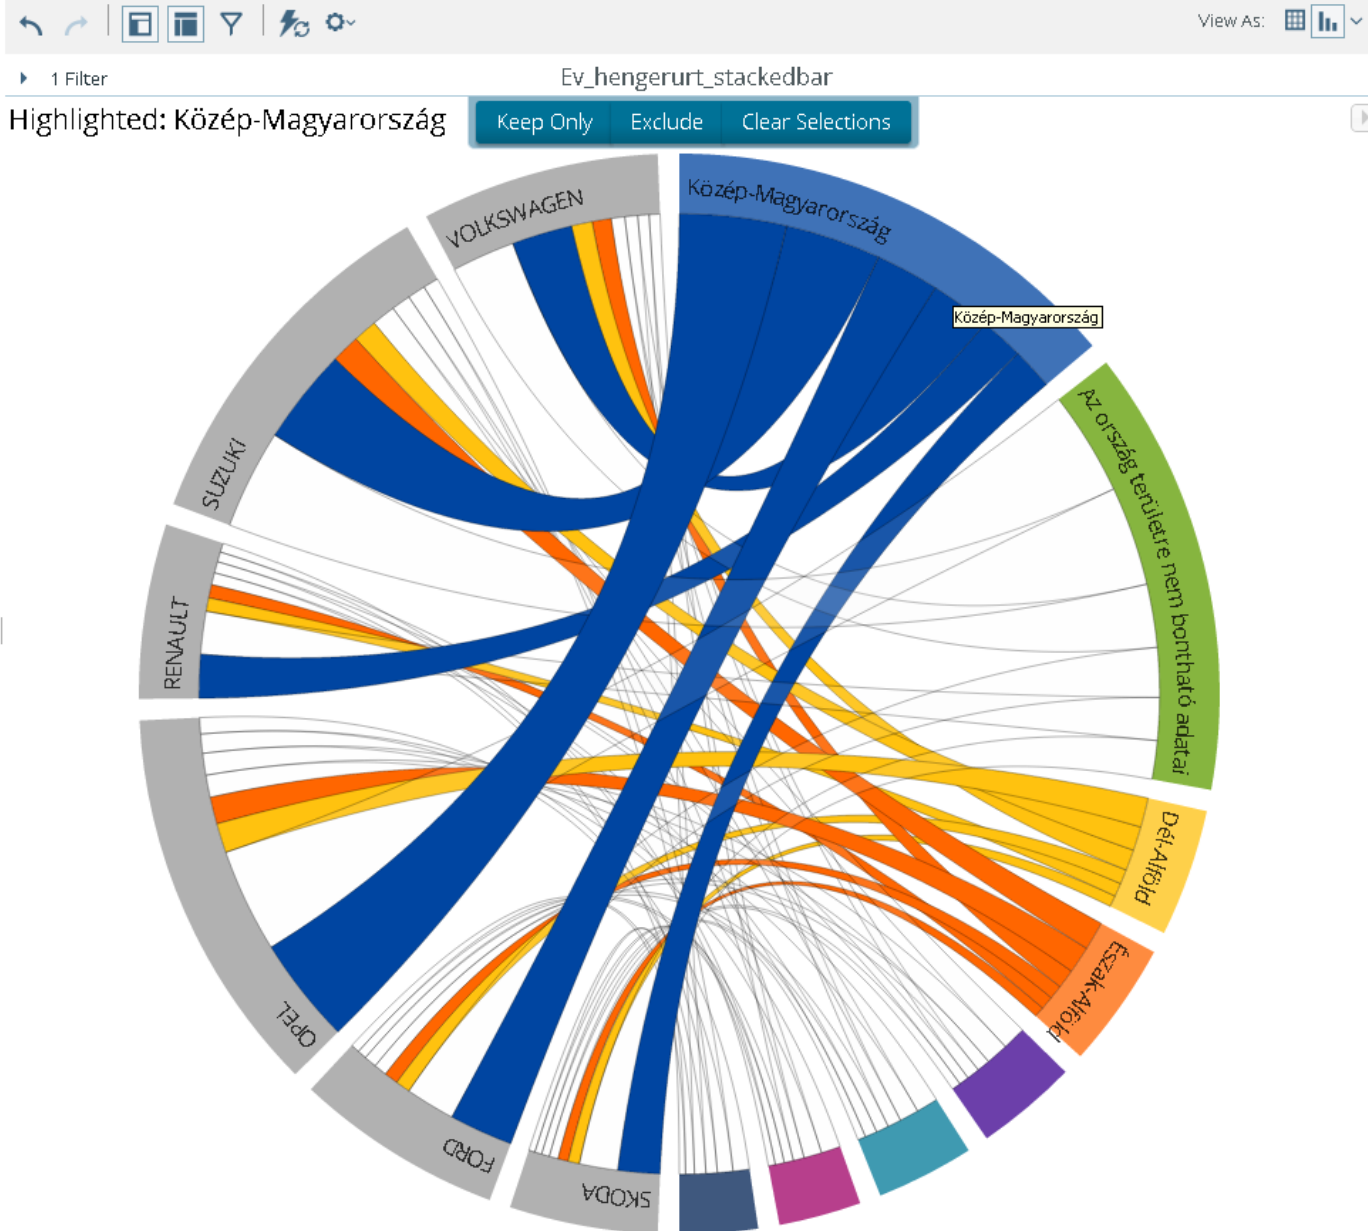 View As:
1 Filter
Ev_hengerurt_stackedbar
Highlighted: Közép-Magyarország
Keep Only
Exclude
Clear Selections
VOLKSWAGEN
Közép-Magyarország
Közép-Magyarország
Az ország területre nem bontható adatai
SUZUKI
RENAULT
Dél-Alföld
Észak-Alföld
OPEL
FORD
SKODA